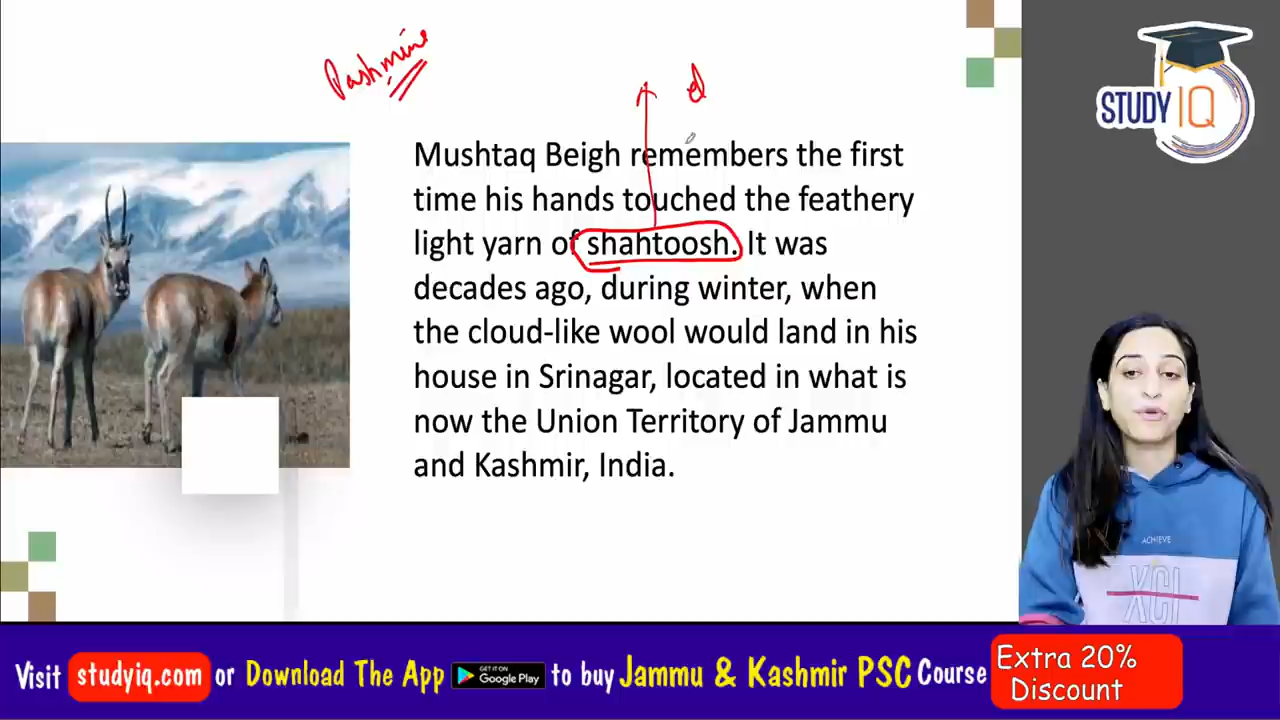 Pashmina
STUDY IQ
Mushtaq Beigh remembers the first
time his hands touched the feathery
light yarn of shahtoosh. It was
decades ago, during winter, when
the cloud-like wool would land in his
house in Srinagar, located in what is
now the Union Territory of Jammu
and Kashmir, India.
ACHIEVE
XCI
Visit studyiq.com or Download The App GET IT ON Google Play to buy Jammu & Kashmir PSC Course
Extra 20%
Discount